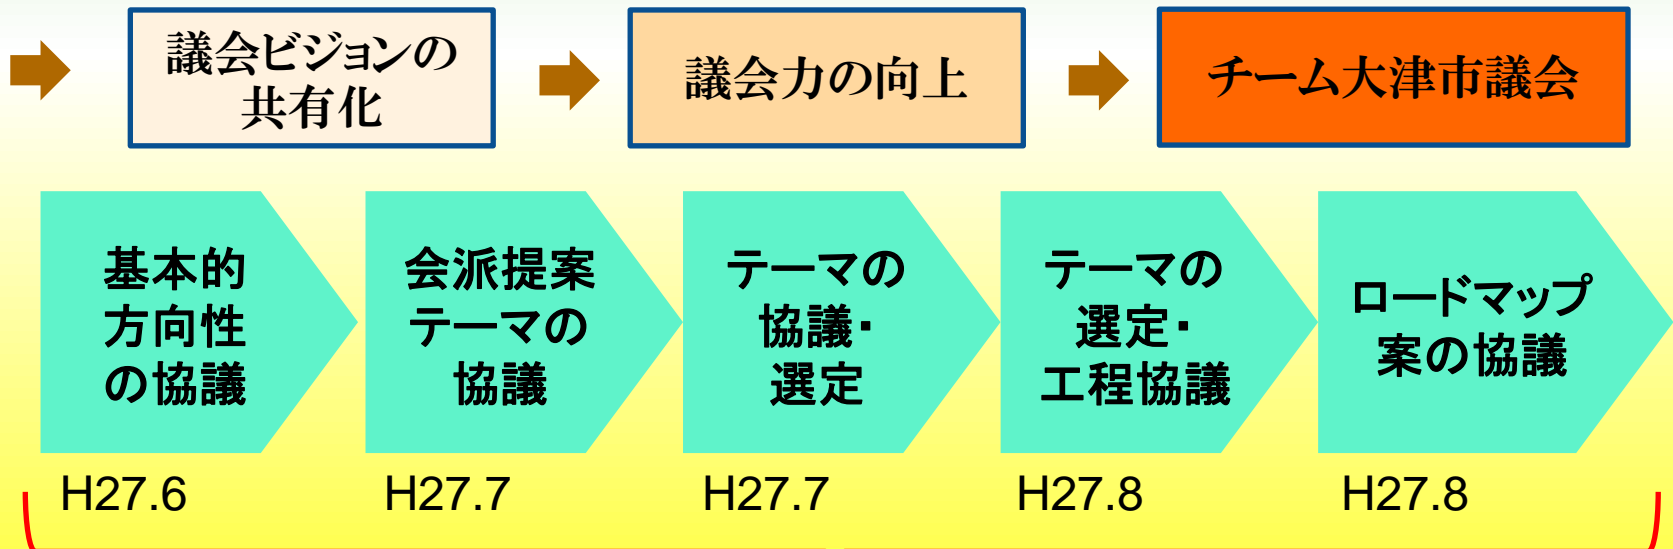 議会ビジョンの
共有化
議会力の向上
チーム大津市議会
基本的
方向性
の協議
会派提案
テーマの
協議
テーマの
協議・
選定
テーマの
選定・
工程協議
ロードマップ
案の協議
H27.6
H27.7
H27.7
H27.8
H27.8